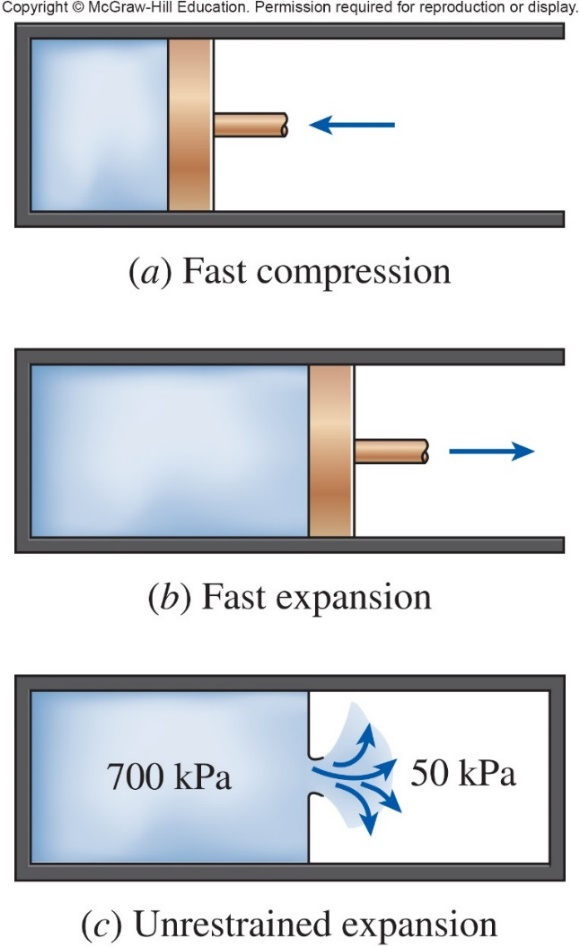 Copyright © McGraw-Hill Education. Permission required for reproduction or display.
(a) Fast compression
(b) Fast expansion
700 kPa
50 kPa
(c) Unrestrained expansion